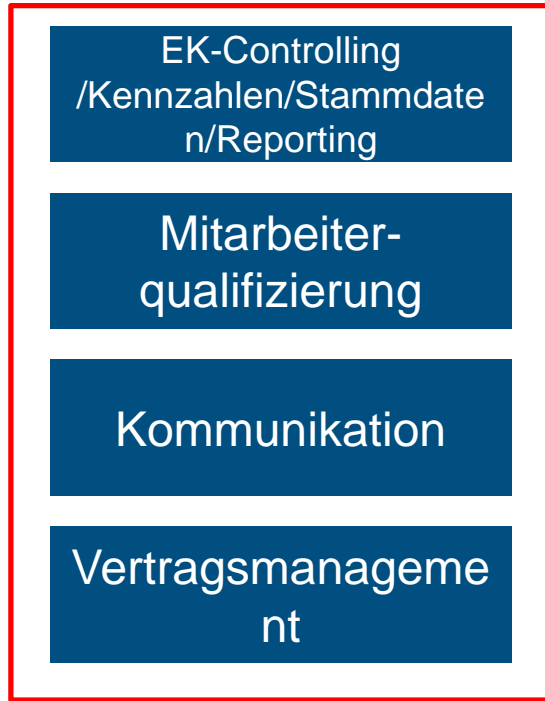 EK-Controlling
/Kennzahlen/Stammdate
n/Reporting
Mitarbeiter-
qualifizierung
Kommunikation
Vertragsmanageme
nt